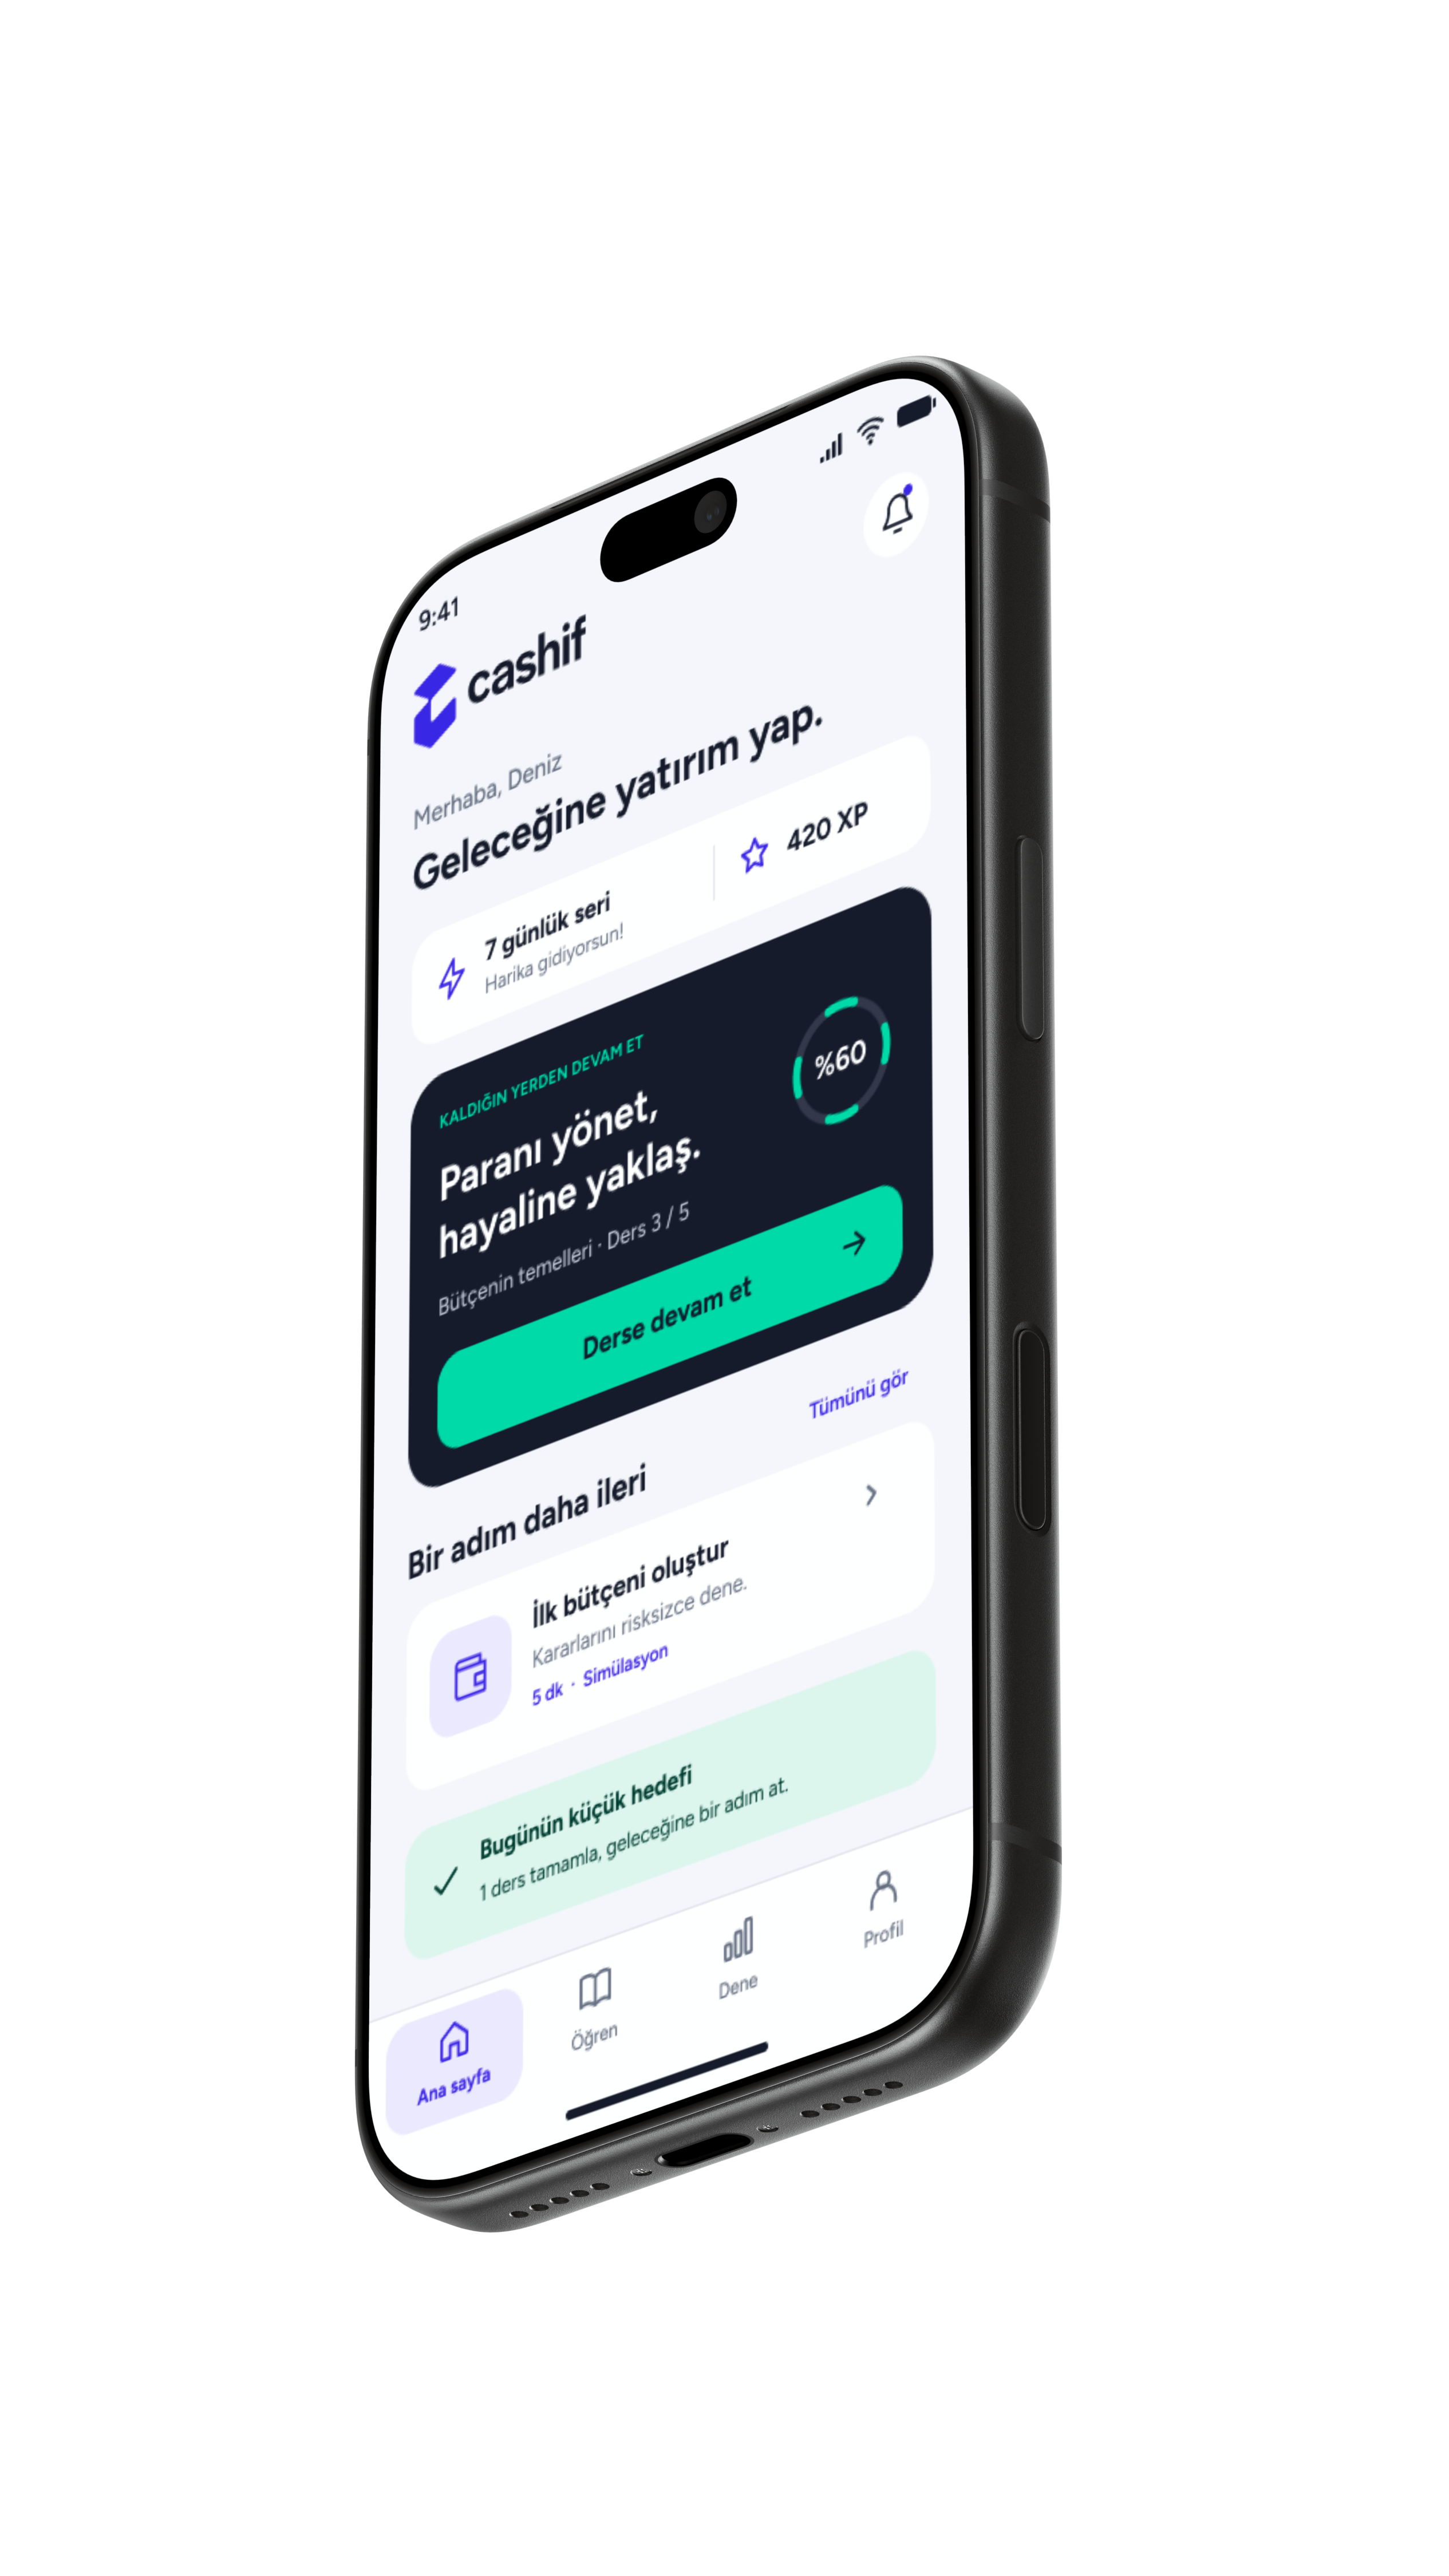 9:41
cashif
Merhaba, Deniz
Geleceğine yatırım yap.
7 günlük seri
Harika gidiyorsun!
420 XP
KALDIĞIN YERDEN DEVAM ET
Paranı yönet,
hayaline yaklaş.
%60
Bütçenin temelleri · Ders 3 / 5
Derse devam et
Bir adım daha ileri
Tümünü gör
İlk bütçeni oluştur
Kararlarını risksizce dene.
5 dk · Simülasyon
Bugünün küçük hedefi
1 ders tamamla, geleceğine bir adım at.
Ana sayfa
Öğren
Dene
Profil